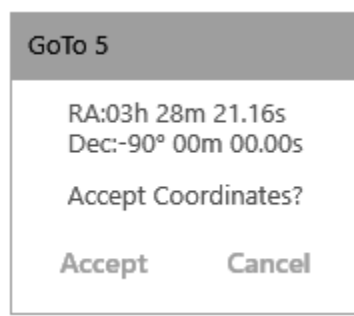 GoTo 5
RA:03h 28m 21.16s
Dec:-90° 00m 00.00s
Accept Coordinates?
Accept Cancel